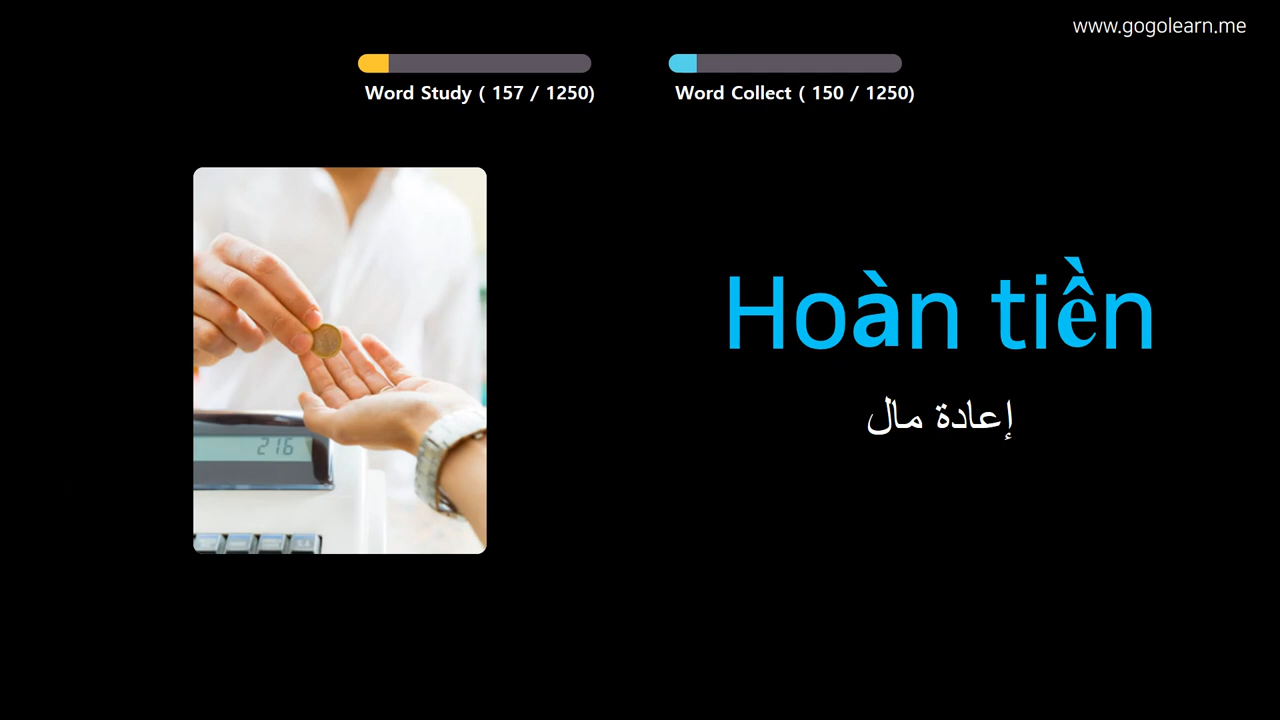 www.gogolearn.me
Word Study ( 157 / 1250)
Word Collect ( 150 / 1250)
Hoàn tiền
إعادة مال
216